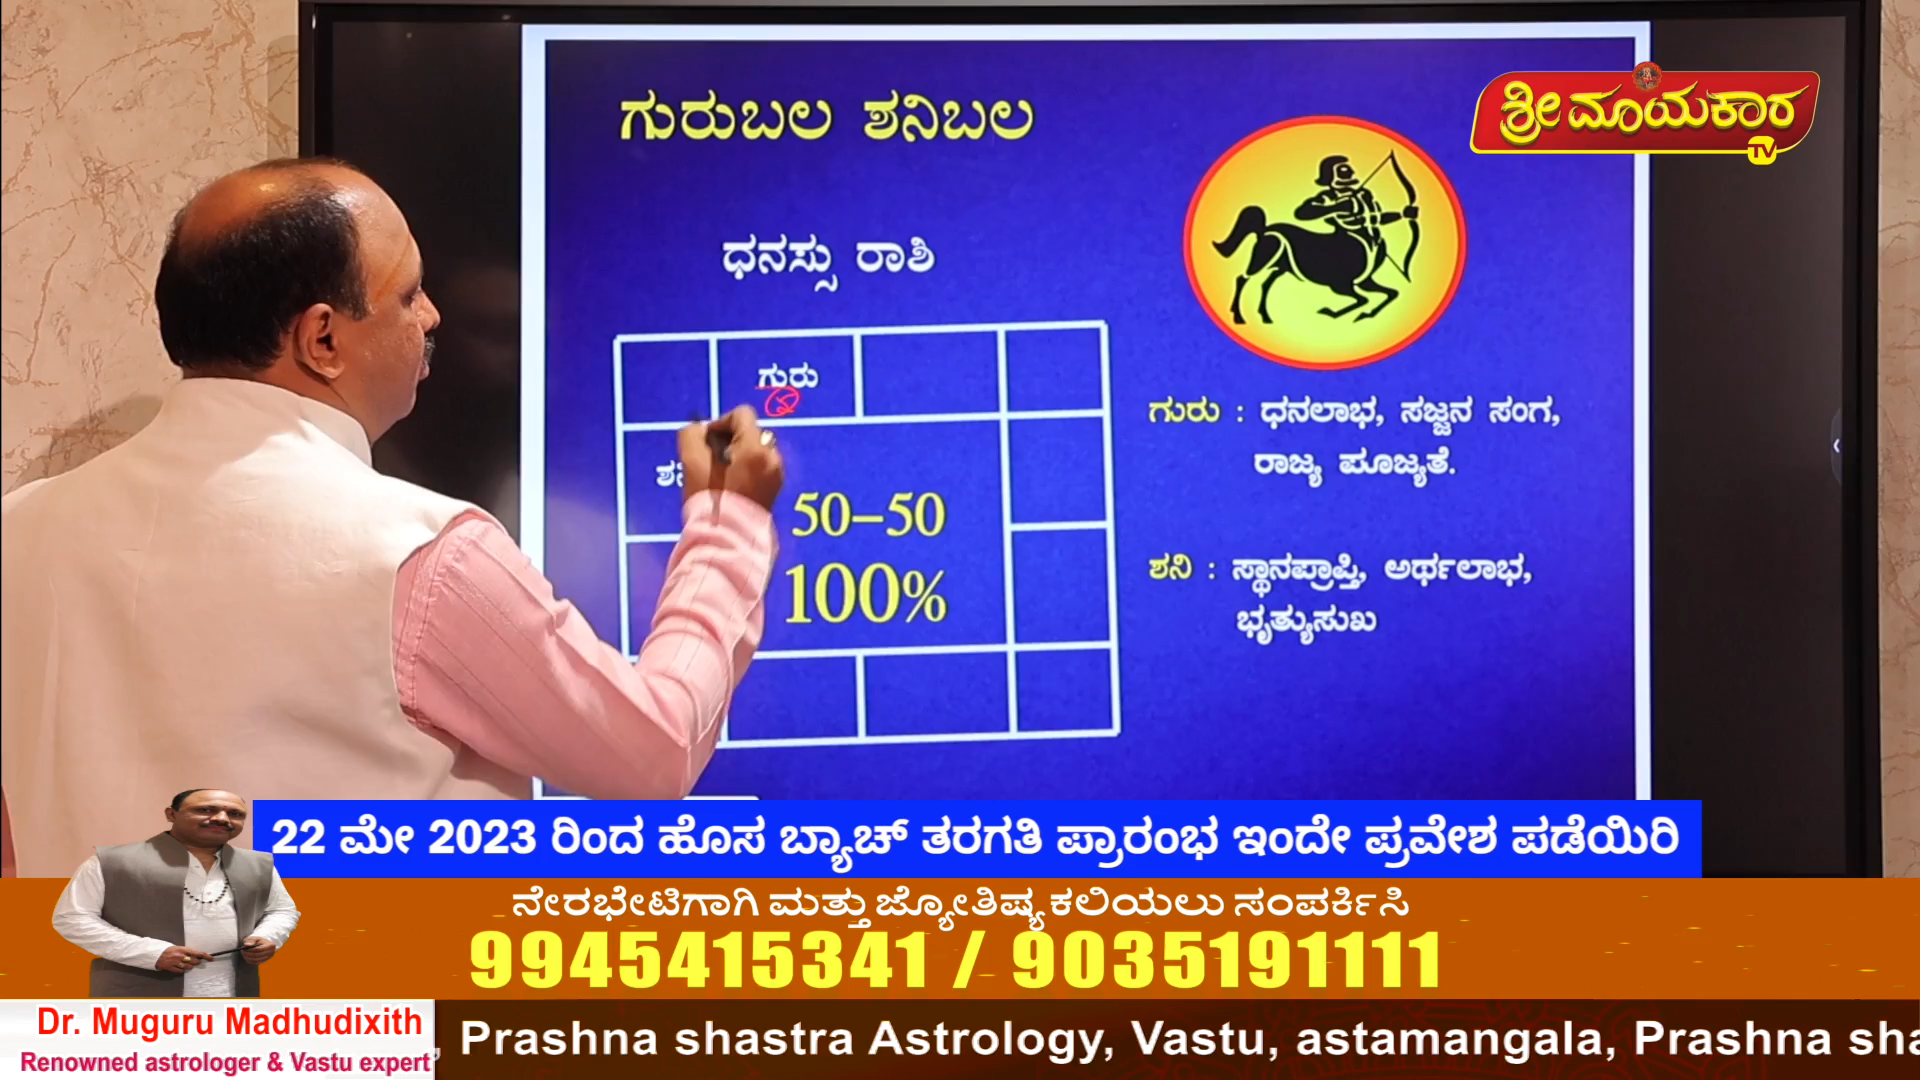 ಗುರುಬಲ ಶನಿಬಲ
ಶ್ರೀ ಮಾಯಕಾರ
TV
ಧನಸ್ಸು ರಾಶಿ
ಗುರು
50-50
100%
ಗುರು : ಧನಲಾಭ, ಸಜ್ಜನ ಸಂಗ,
ರಾಜ್ಯ ಪೂಜ್ಯತೆ.
ಶನಿ : ಸ್ಥಾನಪ್ರಾಪ್ತಿ, ಅರ್ಥಲಾಭ,
ಭೃತ್ಯುಸುಖ
22 ಮೇ 2023 ರಿಂದ ಹೊಸ ಬ್ಯಾಚ್ ತರಗತಿ ಪ್ರಾರಂಭ ಇಂದೇ ಪ್ರವೇಶ ಪಡೆಯಿರಿ
ನೇರಭೇಟಿಗಾಗಿ ಮತ್ತು ಜ್ಯೋತಿಷ್ಯ ಕಲಿಯಲು ಸಂಪರ್ಕಿಸಿ
9945415341 / 9035191111
Dr. Muguru Madhudixith
Renowned astrologer & Vastu expert
, Prashna shastra Astrology, Vastu, astamangala, Prashna sha